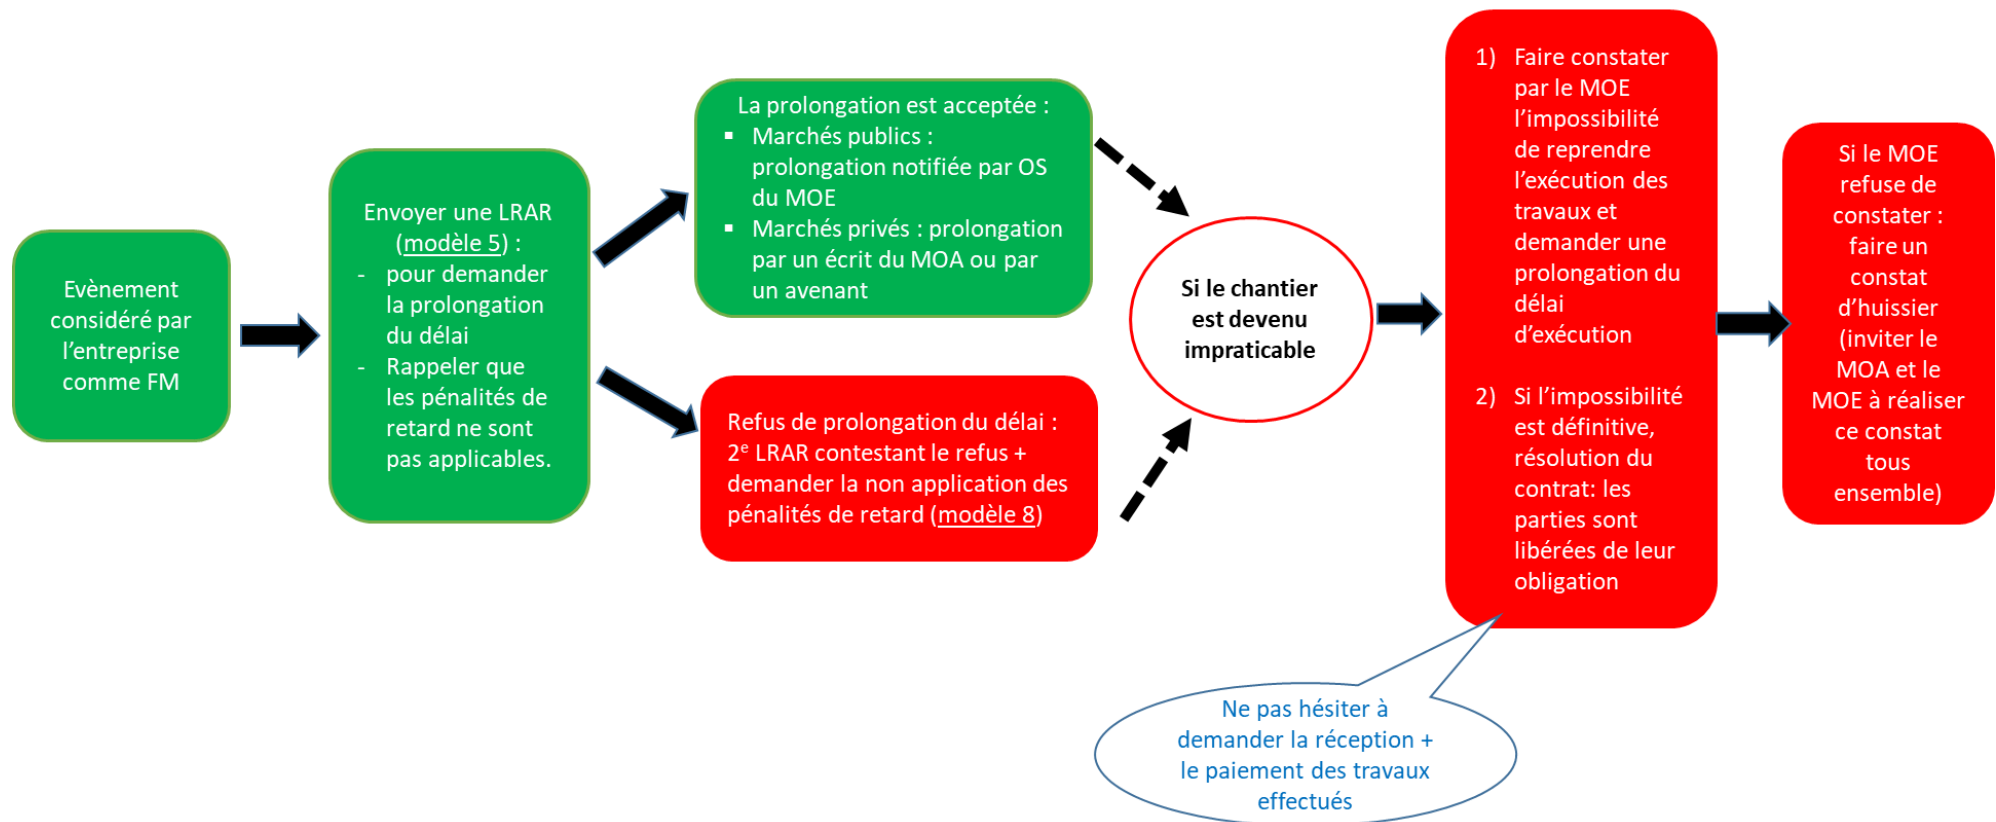 Evènement
considéré par
l’entreprise
comme FM
Envoyer une LRAR
(modèle 5) :
- pour demander
la prolongation
du délai
- Rappeler que
les pénalités de
retard ne sont
pas applicables.
La prolongation est acceptée :
▪ Marchés publics :
prolongation notifiée par OS
du MOE
▪ Marchés privés : prolongation
par un écrit du MOA ou par
un avenant
Refus de prolongation du délai :
2e LRAR contestant le refus +
demander la non application des
pénalités de retard (modèle 8)
Si le chantier
est devenu
impraticable
1) Faire constater
par le MOE
l’impossibilité
de reprendre
l’exécution des
travaux et
demander une
prolongation du
délai
d’exécution
2) Si l’impossibilité
est définitive,
résolution du
contrat: les
parties sont
libérées de leur
obligation
Ne pas hésiter à
demander la réception +
le paiement des travaux
effectués
Si le MOE
refuse de
constater :
faire un
constat
d’huissier
(inviter le
MOA et le
MOE à réaliser
ce constat
tous
ensemble)